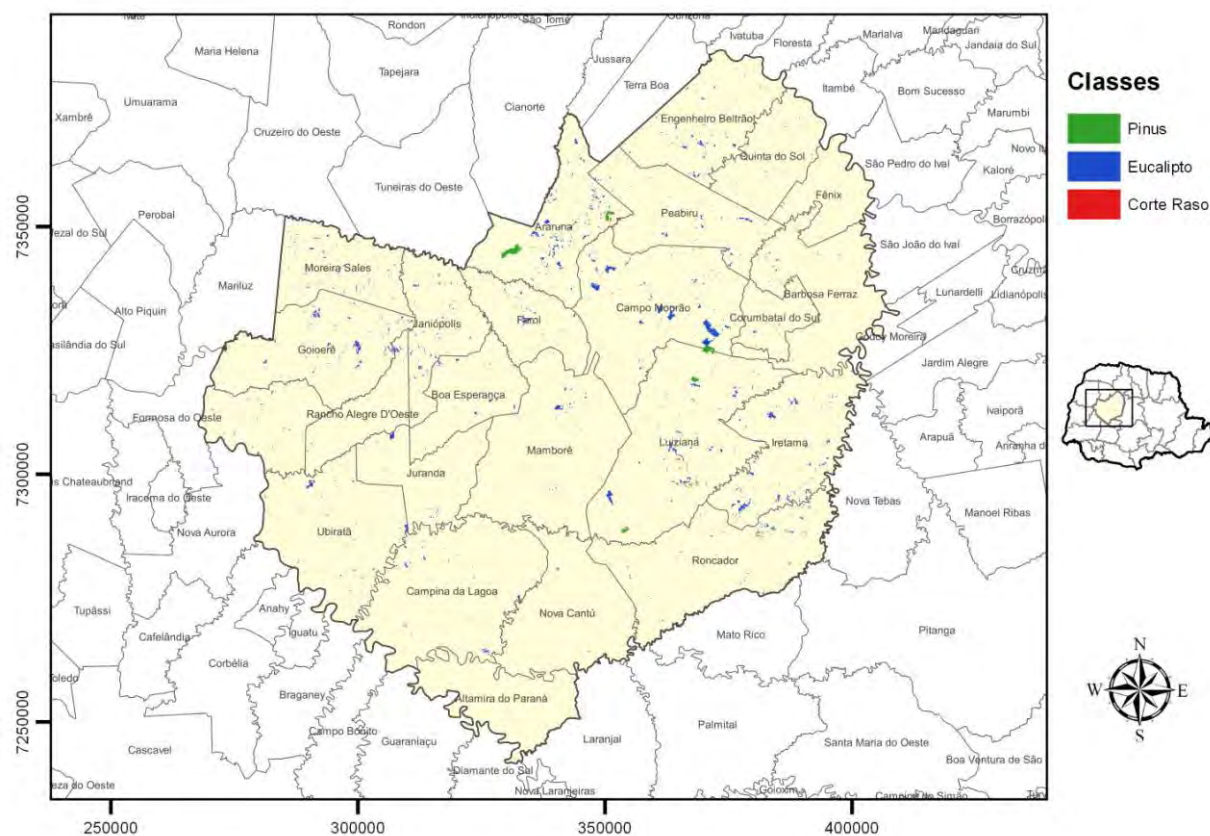 Rondon
São Tomé
Ivatuba
Floresta
Marialva
Mandaguari
Jandaia do Sul
Maria Helena
Tapejara
Jussara
Terra Boa
Itambé
Bom Sucesso
Umuarama
Cianorte
Xambrê
Cruzeiro do Oeste
Engenheiro Beltrão
Marumbi
Quinta do Sol
São Pedro do Ivaí
Kaloré
Tuneiras do Oeste
Fênix
Perobal
Peabiru
Araruna
São João do Ivaí
Moreira Sales
Mariluz
Barbosa Ferraz
Lunardelli
Lidianópolis
Alto Piquiri
Campo Mourão
Corumbataí do Sul
Janiópolis
Farol
Godoy Moreira
Goioerê
Jardim Alegre
Boa Esperança
Rancho Alegre D'Oeste
Formosa do Oeste
Ivaiporã
Arapuã
Luiziana
Iretama
Mamborê
Juranda
Iracema do Oeste
Nova Tebas
Manoel Ribas
Nova Aurora
Ubiratã
Roncador
Campina da Lagoa
Tupãssi
Anahy
Nova Cantú
Iguatu
Cafelândia
Mato Rico
Pitanga
Corbélia
Braganey
Altamira do Paraná
Palmital
Campo Bonito
Guaraniaçu
Laranjal
Santa Maria do Oeste
Cascavel
Boa Ventura de São
Diamante do Sul
Nova Laranjeiras
7350000
7300000
7250000
250000
300000
350000
400000
Classes
Pinus
Eucalipto
Corte Raso
N
W
E
S